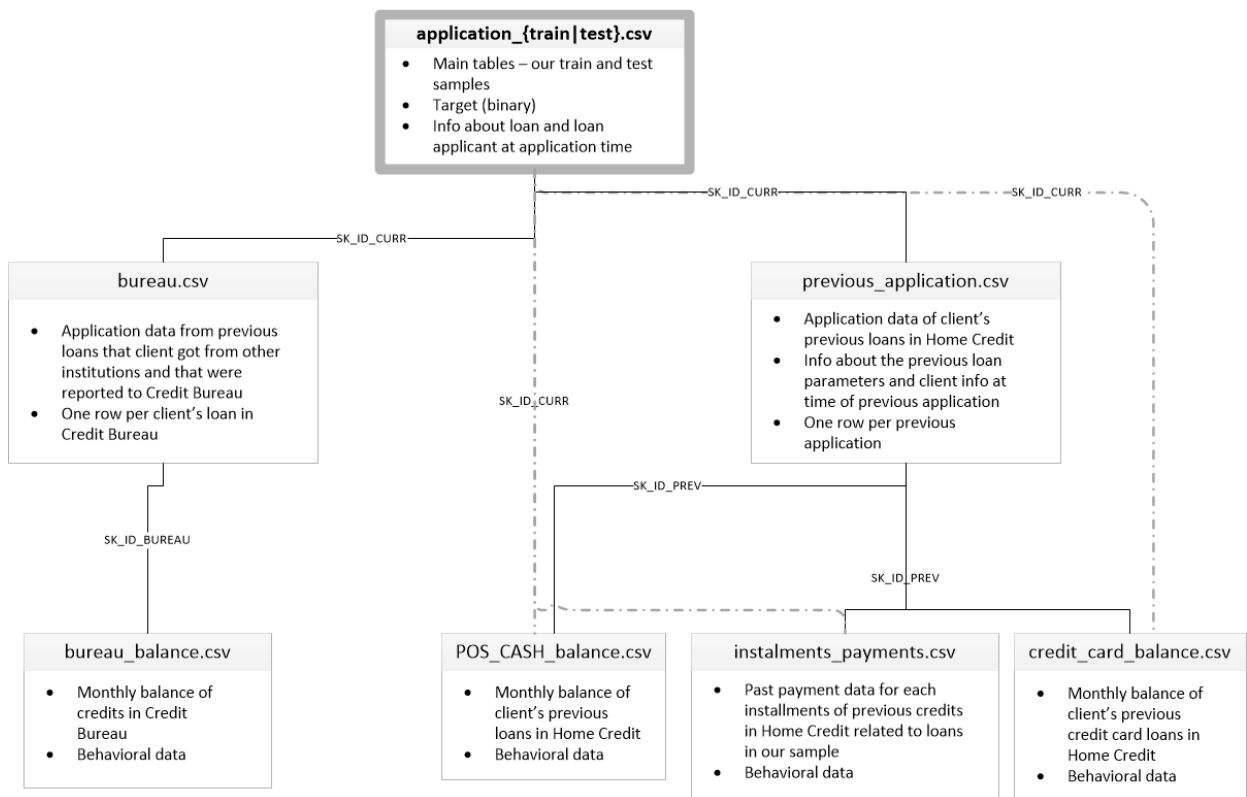 application_{train|test}.csv
• Main tables – our train and test
samples
• Target (binary)
• Info about loan and loan
applicant at application time
SK_ID_CURR
SK_ID_CURR
SK_ID_CURR
bureau.csv
• Application data from previous
loans that client got from other
institutions and that were
reported to Credit Bureau
• One row per client's loan in
Credit Bureau
previous_application.csv
• Application data of client's
previous loans in Home Credit
• Info about the previous loan
parameters and client info at
time of previous application
• One row per previous
application
SK_ID_CURR
SK_ID_PREV
SK_ID_BUREAU
SK_ID_PREV
bureau_balance.csv
• Monthly balance of
credits in Credit
Bureau
• Behavioral data
POS_CASH_balance.csv
• Monthly balance of
client's previous
loans in Home Credit
• Behavioral data
instalments_payments.csv
• Past payment data for each
installments of previous credits
in Home Credit related to loans
in our sample
• Behavioral data
credit_card_balance.csv
• Monthly balance of
client's previous
credit card loans in
Home Credit
• Behavioral data